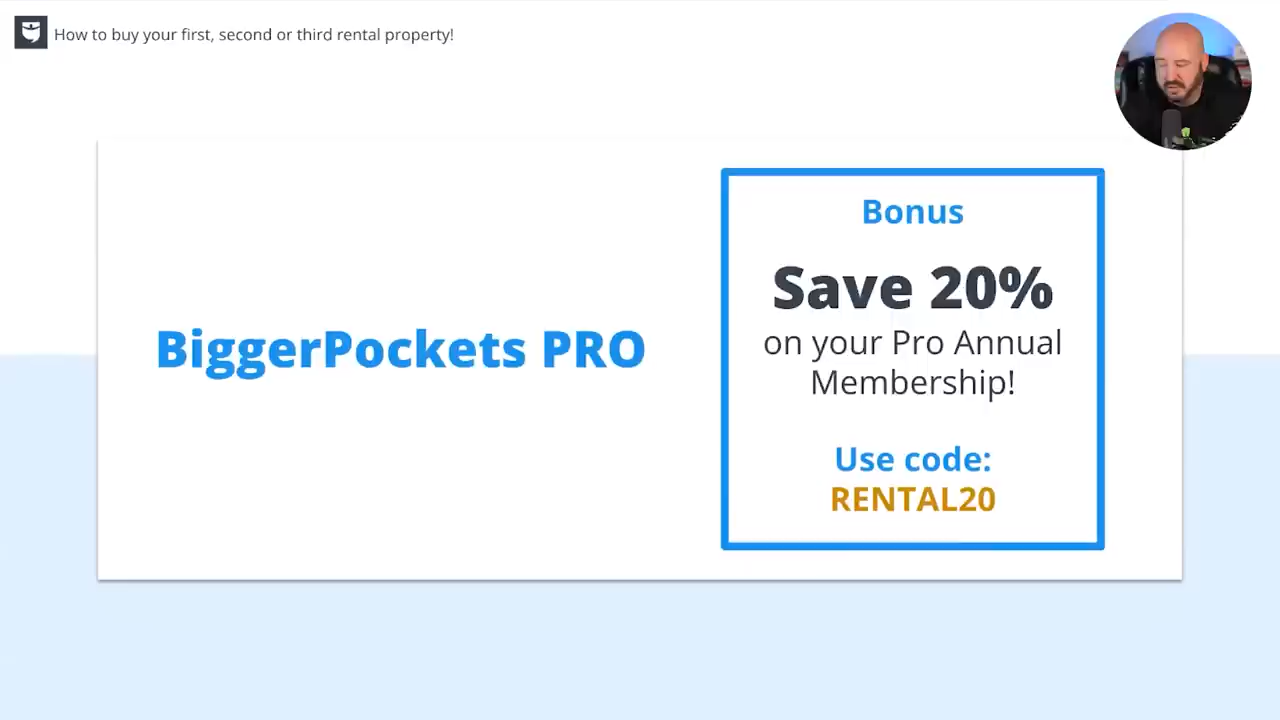 How to buy your first, second or third rental property!
BiggerPockets PRO
Bonus
Save 20%
on your Pro Annual
Membership!
Use code:
RENTAL20